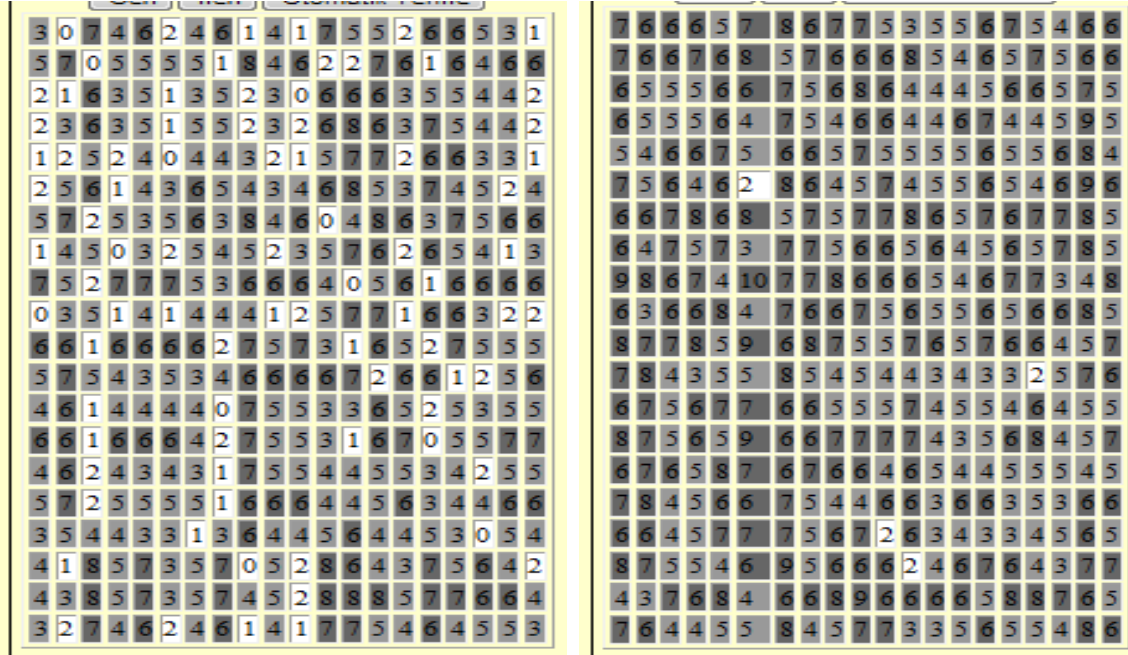 3 0 7 4 6 2 4 6 1 4 1 7 5 5 2 6 6 5 3 1
5 7 0 5 5 5 5 1 8 4 6 2 2 7 6 1 6 4 6 6
2 1 6 3 5 1 3 5 2 3 0 6 6 6 3 5 5 4 4 2
2 3 6 3 5 1 5 5 2 3 2 6 8 6 3 7 5 4 4 2
1 2 5 2 4 0 4 4 3 2 1 5 7 7 2 6 6 3 3 1
2 5 6 1 4 3 6 5 4 3 4 6 8 5 3 7 4 5 2 4
5 7 2 5 3 5 6 3 8 4 6 0 4 8 6 3 7 5 6 6
1 4 5 0 3 2 5 4 5 2 3 5 7 6 2 6 5 4 1 3
7 5 2 7 7 7 5 3 6 6 6 4 0 5 6 1 6 6 6 6
0 3 5 1 4 1 4 4 4 1 2 5 7 7 1 6 6 3 2 2
6 6 1 6 6 6 6 2 7 5 7 3 1 6 5 2 7 5 5 5
5 7 5 4 3 5 3 4 6 6 6 6 7 2 6 6 1 2 5 6
4 6 1 4 4 4 4 0 7 5 5 3 3 6 5 2 5 3 5 5
6 6 1 6 6 6 4 2 7 5 5 3 1 6 7 0 5 5 7 7
4 6 2 4 3 4 3 1 7 5 5 4 4 5 5 3 4 2 5 5
5 7 2 5 5 5 5 1 6 6 6 4 4 5 6 3 4 4 6 6
3 5 4 4 3 3 1 3 6 4 4 5 6 4 4 5 3 0 5 4
4 1 8 5 7 3 5 7 0 5 2 8 6 4 3 7 5 6 4 2
4 3 8 5 7 3 5 7 4 5 2 8 8 8 5 7 7 6 6 4
3 2 7 4 6 2 4 6 1 4 1 7 7 5 4 6 4 5 5 3
7 6 6 6 5 7 8 6 7 7 5 3 5 5 6 7 5 4 6 6
7 6 6 7 6 8 5 7 6 6 6 8 5 4 6 5 7 5 6 6
6 5 5 5 6 6 7 5 6 8 6 4 4 4 5 6 6 5 7 5
6 5 5 5 6 4 7 5 4 6 6 4 4 6 7 4 4 5 9 5
5 4 6 6 7 5 6 6 5 7 5 5 5 5 6 5 5 6 8 4
7 5 6 4 6 2 8 6 4 5 7 4 5 5 6 5 4 6 9 6
6 6 7 8 6 8 5 7 5 7 7 8 6 5 7 6 7 7 8 5
6 4 7 5 7 3 7 7 5 6 6 5 6 4 5 6 5 7 8 5
9 8 6 7 4 10 7 7 8 6 6 6 5 4 6 7 7 3 4 8
6 3 6 6 8 4 7 6 6 7 5 6 5 5 6 5 6 6 8 5
8 7 7 8 5 9 6 8 7 5 5 7 6 5 7 6 6 4 5 7
7 8 4 3 5 5 8 5 4 5 4 4 3 4 3 3 2 5 7 6
6 7 5 6 7 7 6 6 5 5 5 7 4 5 5 4 6 4 5 5
8 7 5 6 5 9 6 6 7 7 7 7 4 3 5 6 8 4 5 7
6 7 6 5 8 7 6 7 6 6 4 6 5 4 4 5 5 5 4 5
7 8 4 5 6 6 7 5 4 4 6 6 3 6 6 3 5 3 6 6
6 6 4 5 7 7 7 5 6 7 2 6 3 4 3 3 4 5 6 5
8 7 5 5 4 6 9 5 6 6 6 2 4 6 7 6 4 3 7 7
4 3 7 6 8 4 6 6 8 9 6 6 6 6 5 8 8 7 6 5
7 6 4 4 5 5 8 4 5 7 7 3 3 5 6 5 5 4 8 6